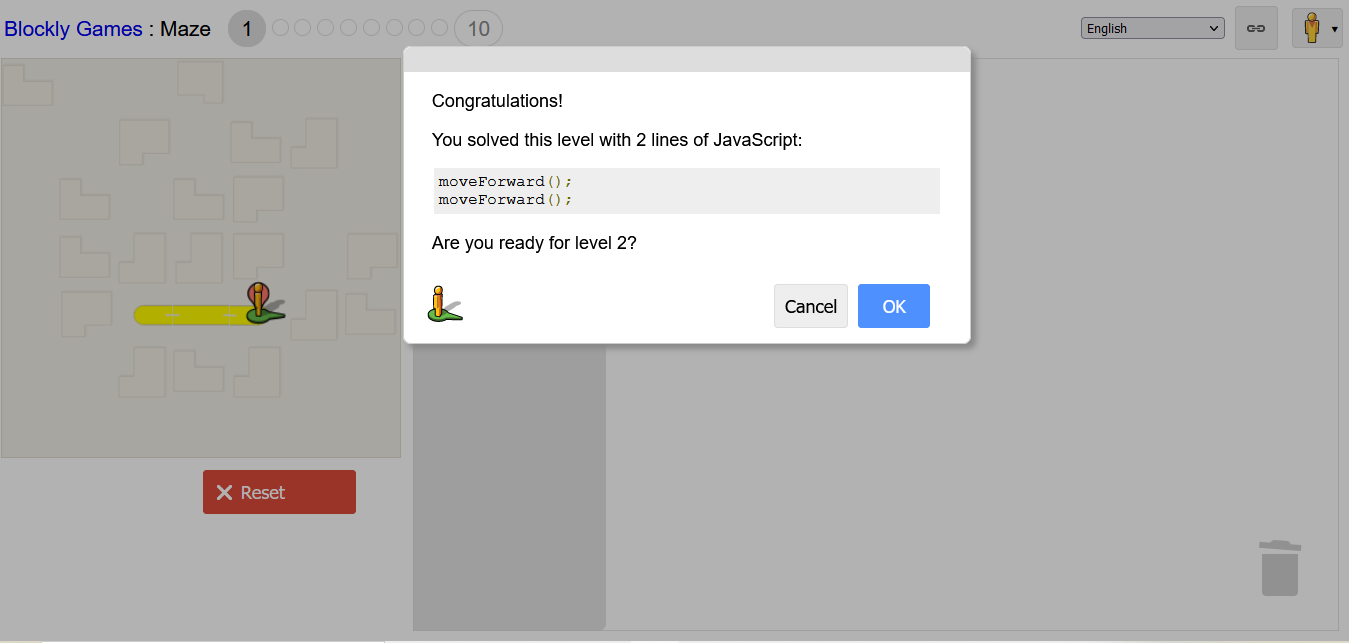 Blockly Games : Maze 1 10 English
Congratulations!
You solved this level with 2 lines of JavaScript:
moveForward();
moveForward();
Are you ready for level 2?
Cancel OK
Reset